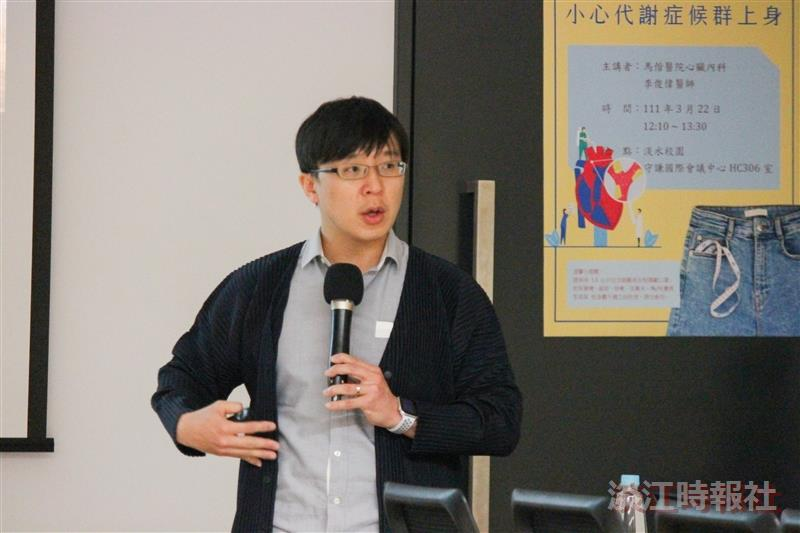 小心代謝症候群上身
主講者：馬偕醫院心臟內科
李俊偉醫師
時　間：111 年 3 月 22 日
12:10 ~ 13:30
點：淡水校園
守謙國際會議中心 HC306 室
淡江時報社